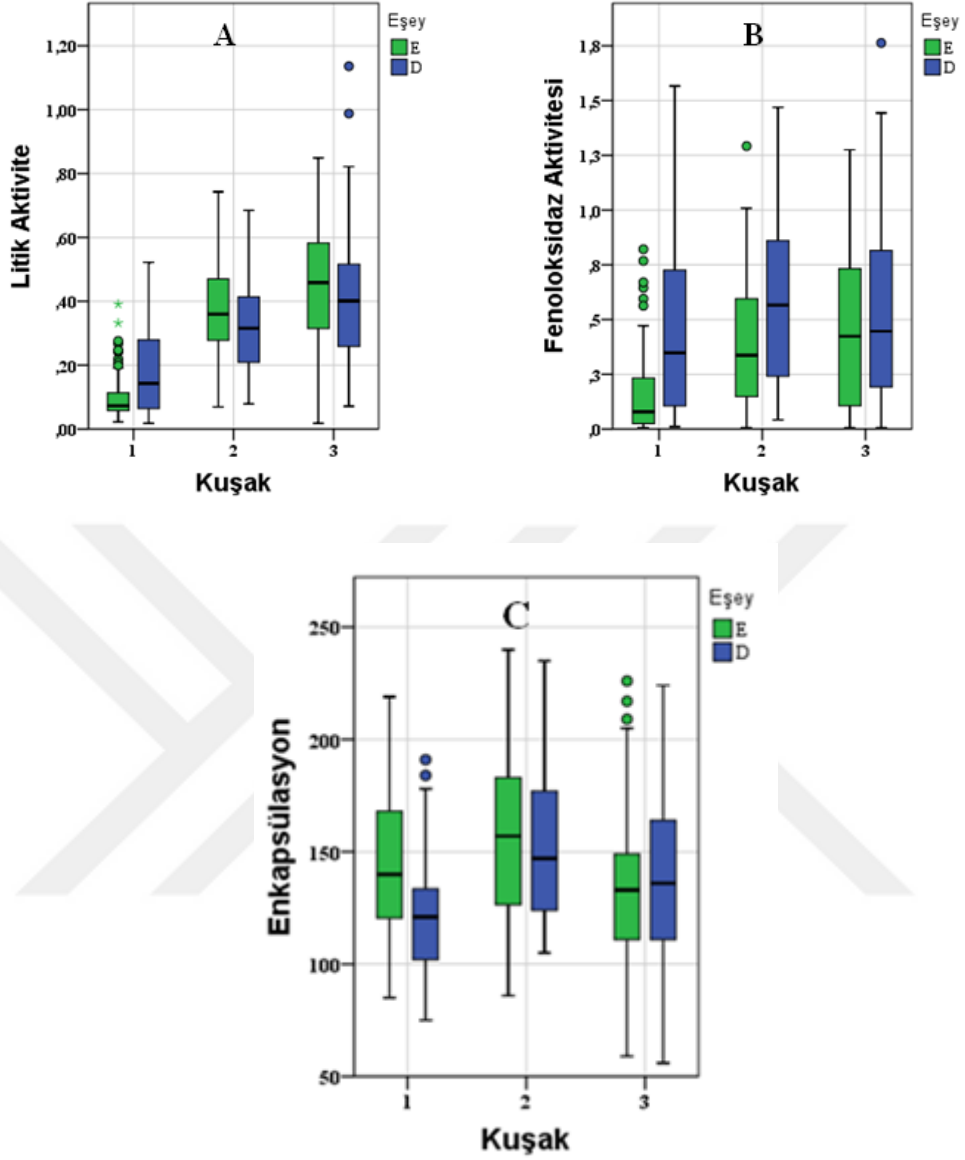 A
Eşey
E
D
Litik Aktivite
1,20
1,00
,80
,60
,40
,20
,00
1 2 3
Kuşak
B
Eşey
E
D
Fenoloksidaz Aktivitesi
1,8
1,5
1,3
1,0
,8
,5
,3
,0
1 2 3
Kuşak
C
Eşey
E
D
Enkapsülasyon
250
200
150
100
50
1 2 3
Kuşak